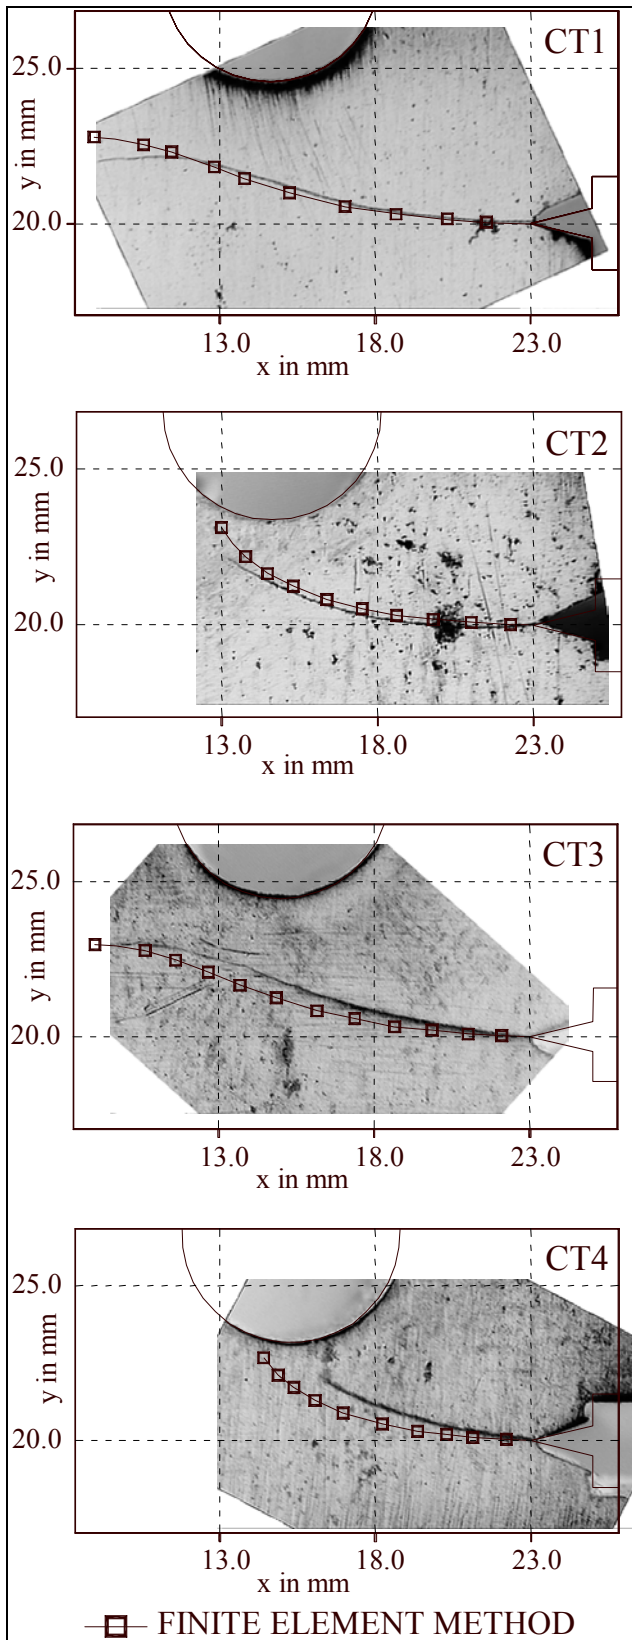 CT1
25.0
y in mm
20.0
13.0 18.0 23.0
x in mm
CT2
25.0
y in mm
20.0
13.0 18.0 23.0
x in mm
CT3
25.0
y in mm
20.0
13.0 18.0 23.0
x in mm
CT4
25.0
y in mm
20.0
13.0 18.0 23.0
x in mm
FINITE ELEMENT METHOD